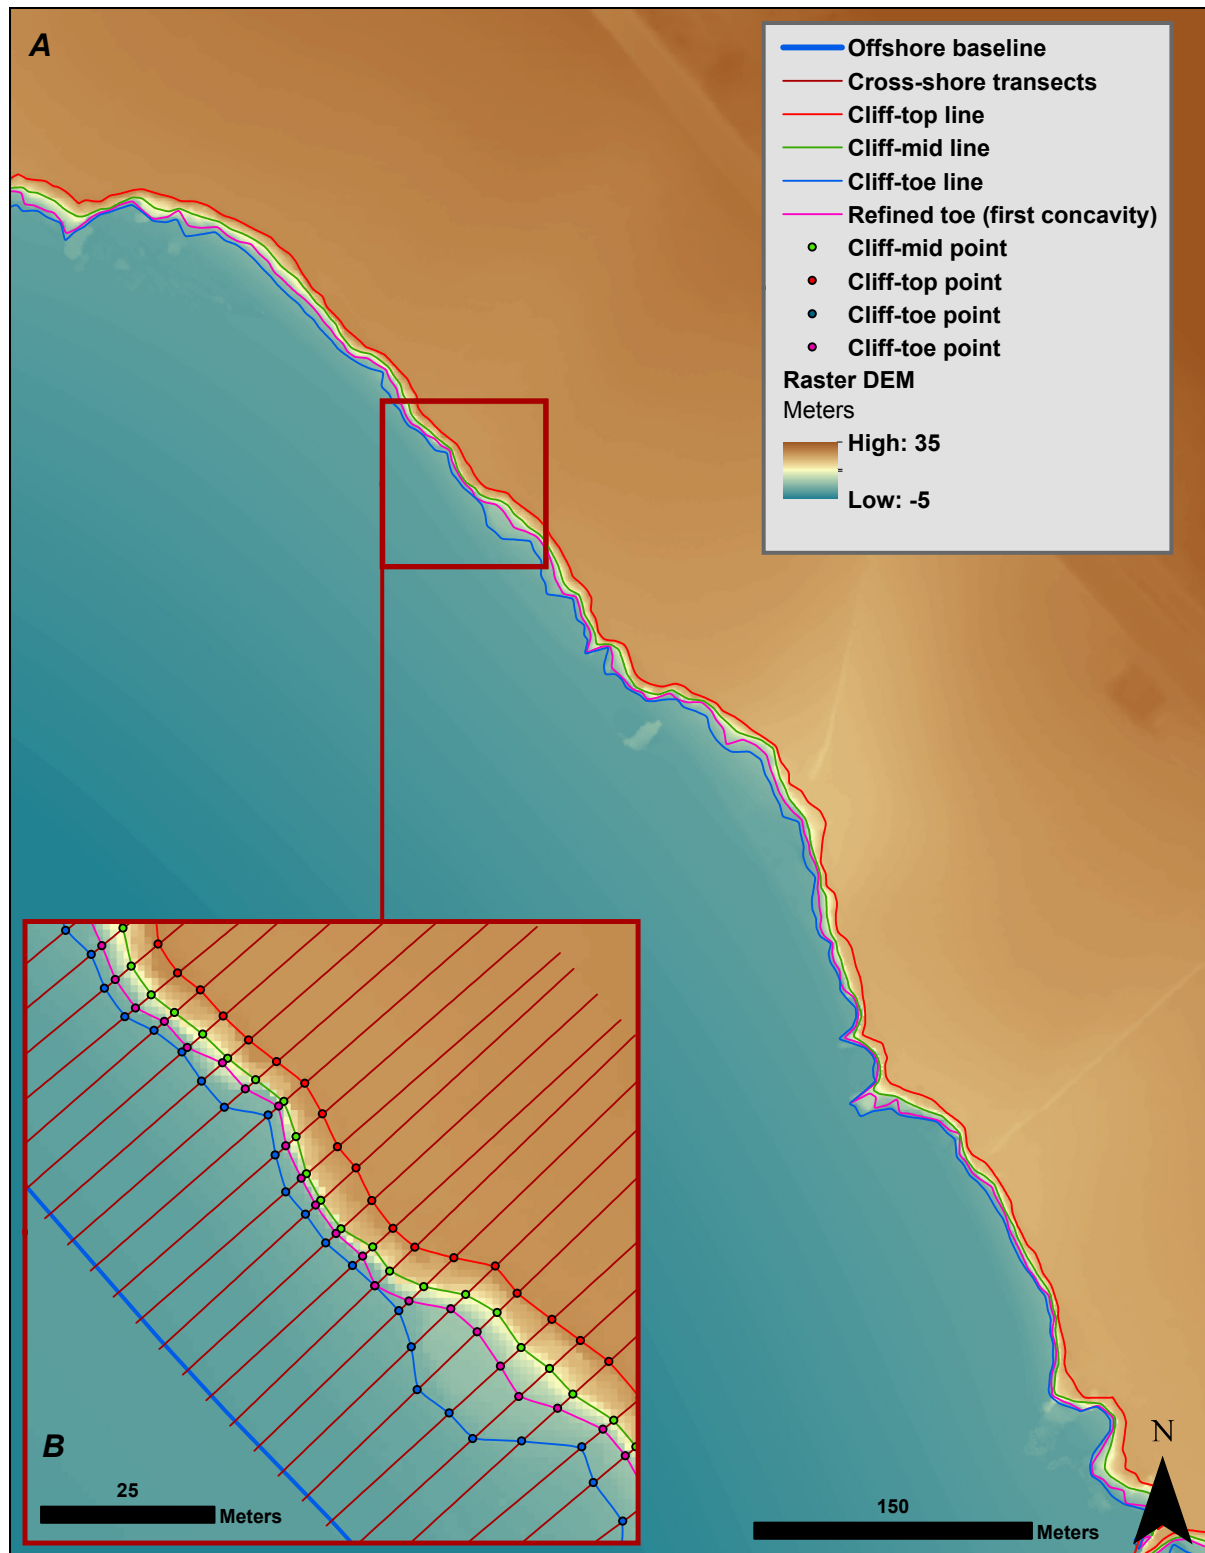 A
Offshore baseline
Cross-shore transects
Cliff-top line
Cliff-mid line
Cliff-toe line
Refined toe (first concavity)
Cliff-mid point
Cliff-top point
Cliff-toe point
Cliff-toe point
Raster DEM
Meters
High: 35
Low: -5
B
25
Meters
150
Meters
N